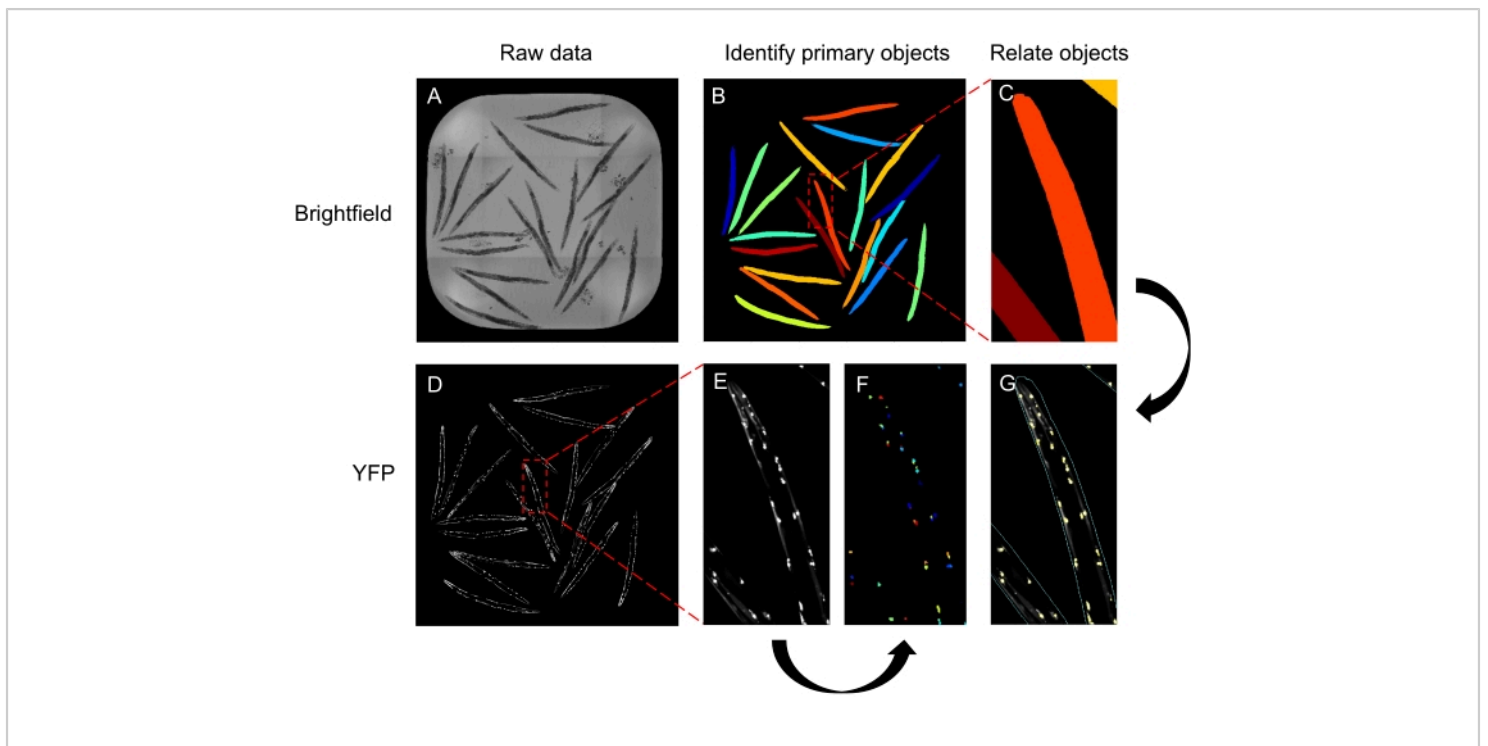 Raw data
Identify primary objects
Relate objects
A
B
C
Brightfield
D
E
F
G
YFP